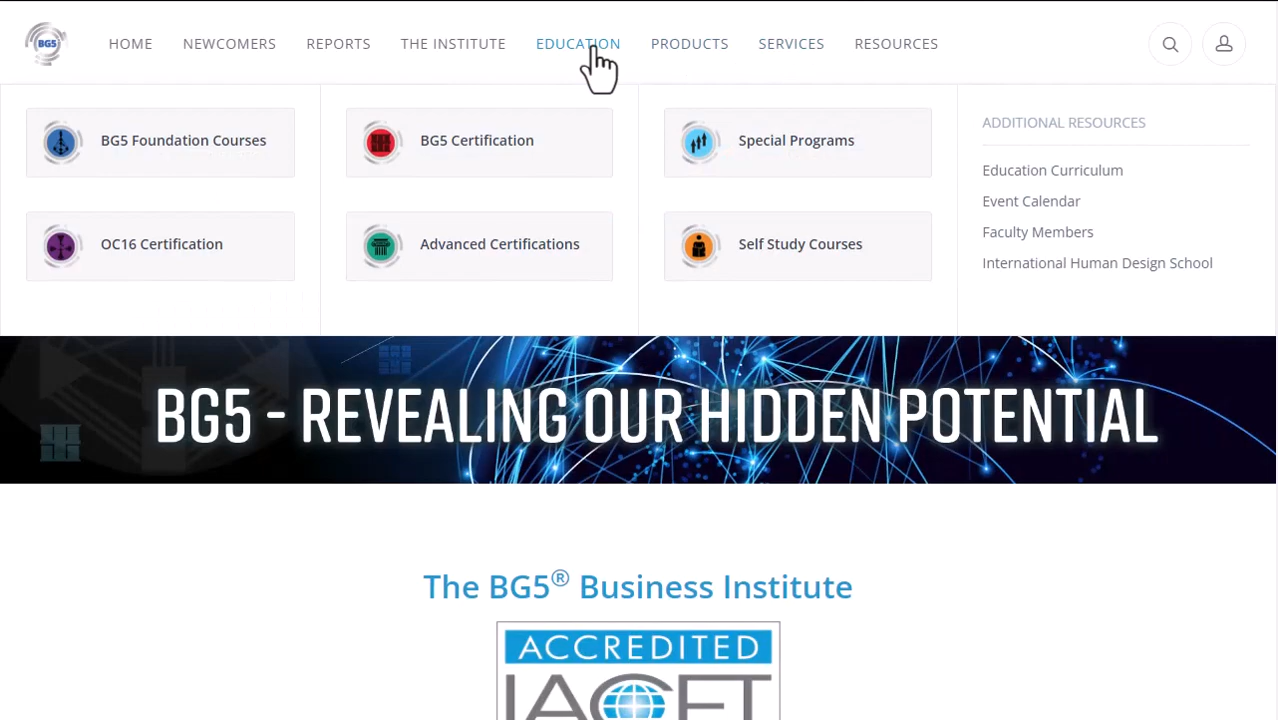 BG5
HOME NEWCOMERS REPORTS THE INSTITUTE EDUCATION PRODUCTS SERVICES RESOURCES
BG5 Foundation Courses
BG5 Certification
Special Programs
OC16 Certification
Advanced Certifications
Self Study Courses
ADDITIONAL RESOURCES
Education Curriculum
Event Calendar
Faculty Members
International Human Design School
BG5 - REVEALING OUR HIDDEN POTENTIAL
The BG5® Business Institute
ACCREDITED
IACET